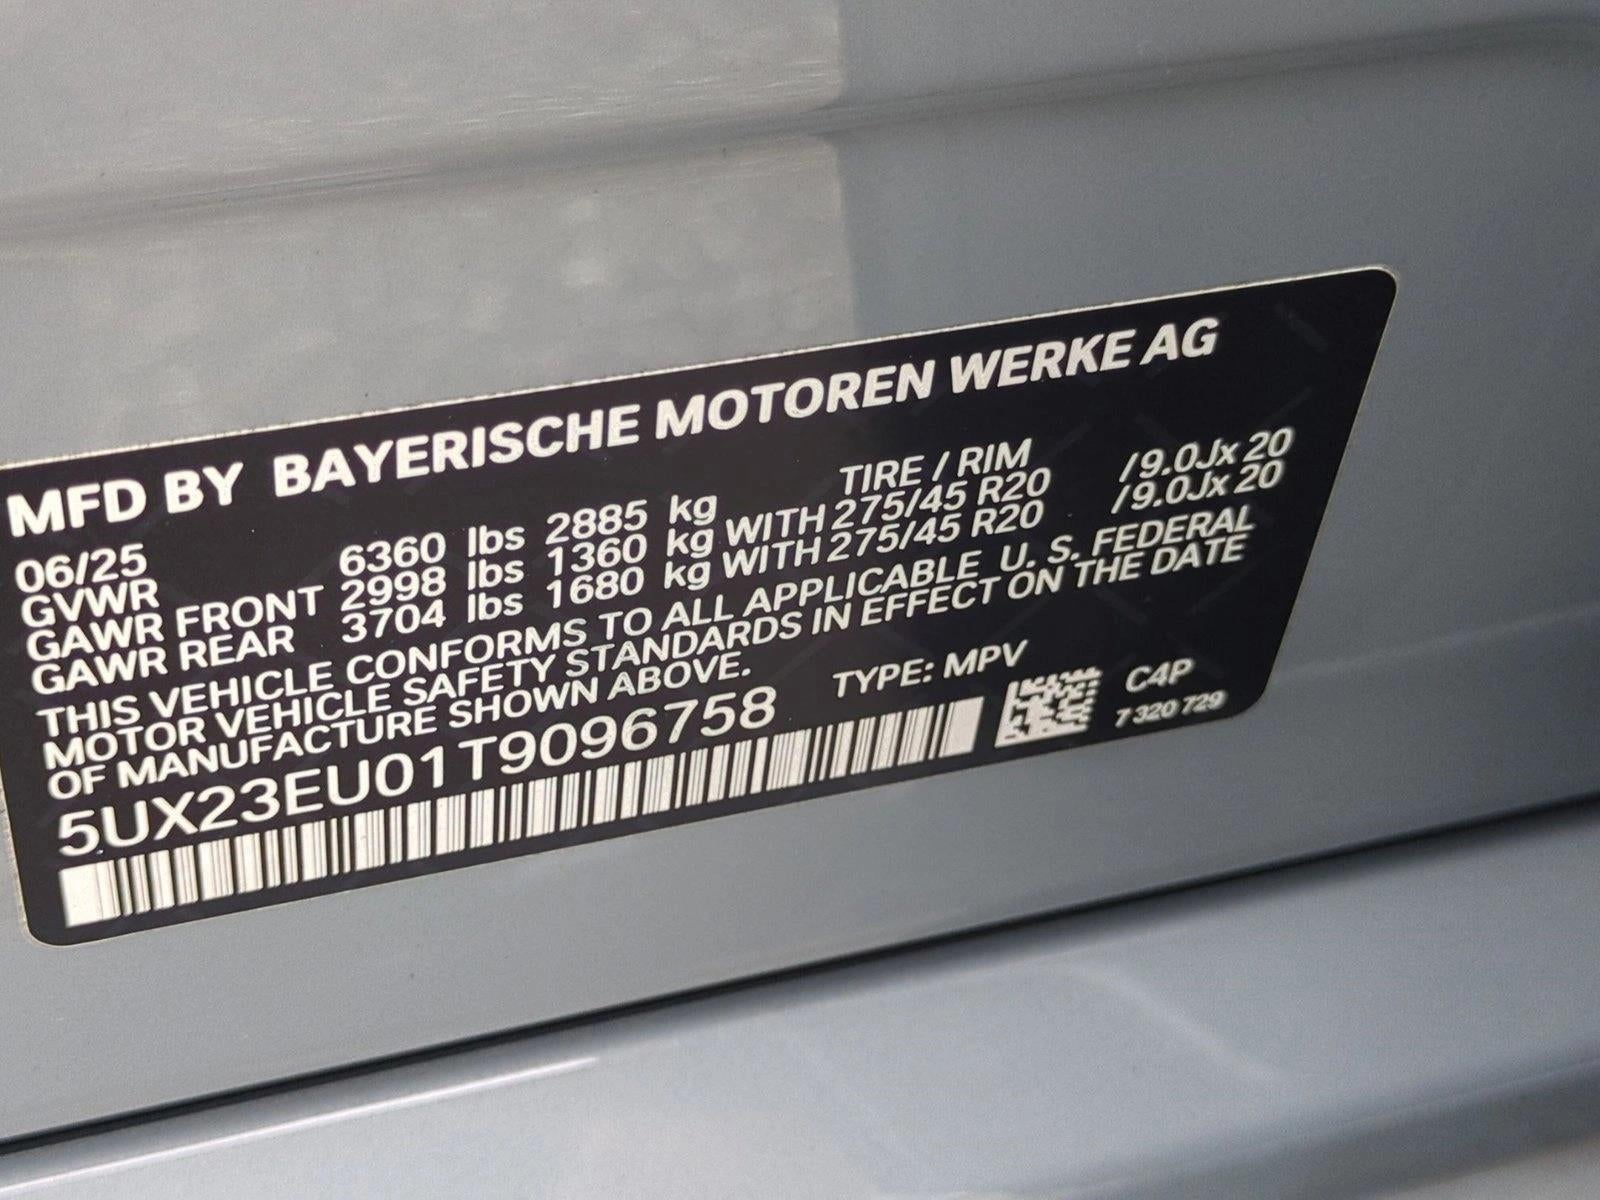 MFD BY BAYERISCHE MOTOREN WERKE AG
06/25
GVWR 6360 lbs 2885 kg TIRE / RIM
GAWR FRONT 2998 lbs 1360 kg WITH 275/45 R20 /9.0Jx 20
GAWR REAR 3704 lbs 1680 kg WITH 275/45 R20 /9.0Jx 20
THIS VEHICLE CONFORMS TO ALL APPLICABLE U. S. FEDERAL
MOTOR VEHICLE SAFETY STANDARDS IN EFFECT ON THE DATE
OF MANUFACTURE SHOWN ABOVE.
5UX23EU01T9096758 TYPE: MPV
C4P
7 320 729